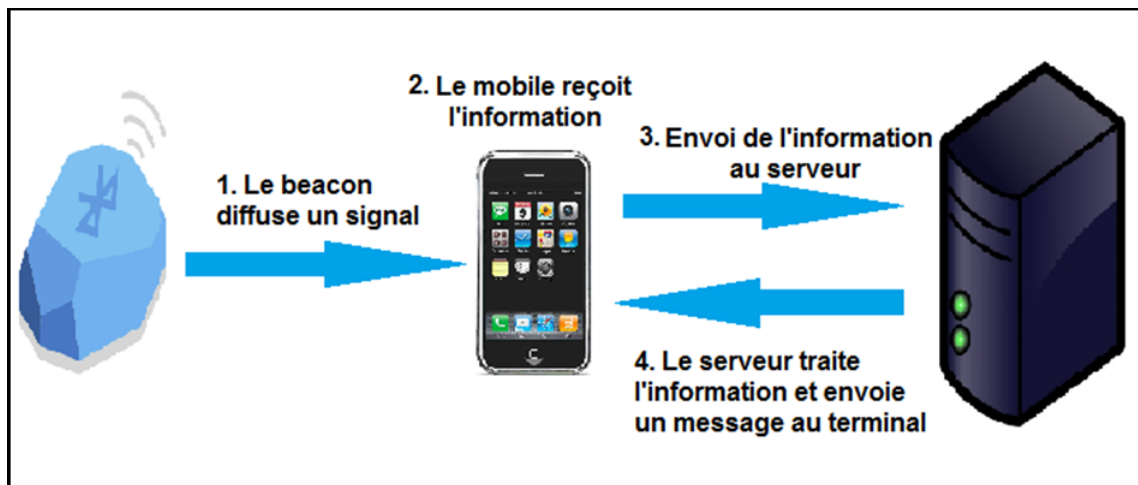 1. Le beacon
diffuse un signal
2. Le mobile reçoit
l'information
3. Envoi de l'information
au serveur
4. Le serveur traite
l'information et envoie
un message au terminal